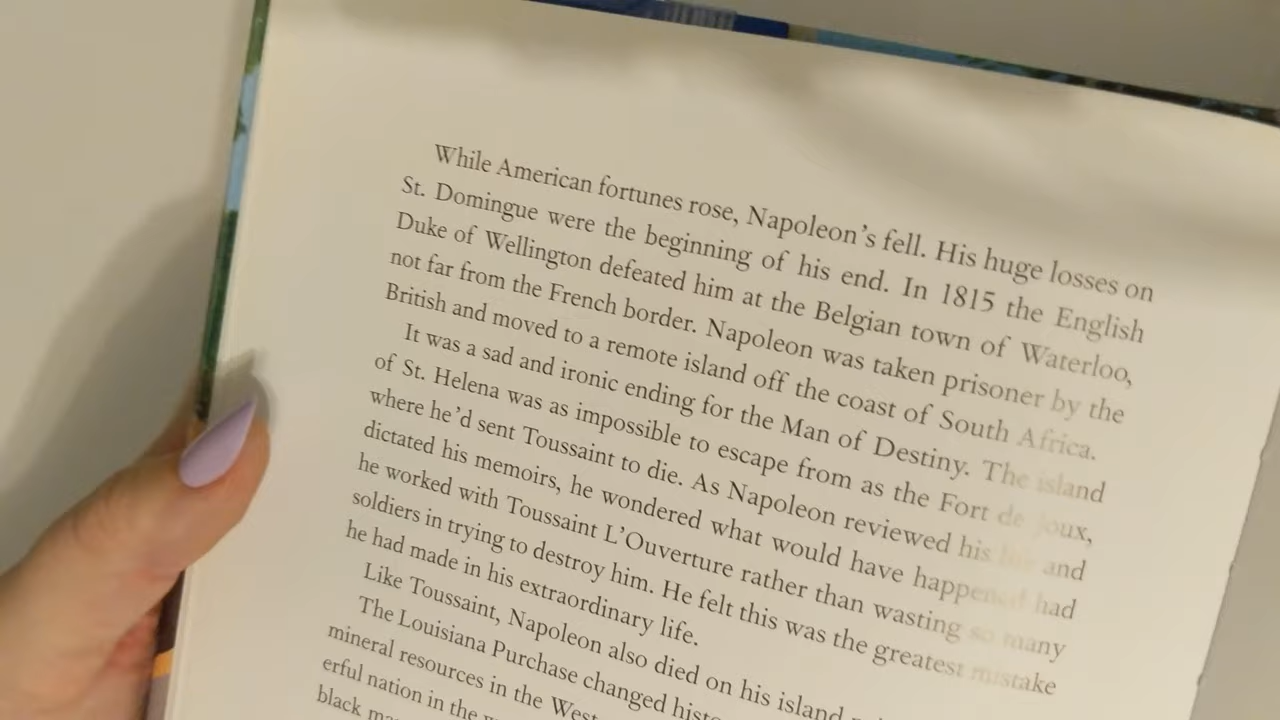 While American fortunes rose, Napoleon's fell. His huge losses on
St. Domingue were the beginning of his end. In 1815 the English
Duke of Wellington defeated him at the Belgian town of Waterloo,
not far from the French border. Napoleon was taken prisoner by the
British and moved to a remote island off the coast of South Africa.
It was a sad and ironic ending for the Man of Destiny. The island
of St. Helena was as impossible to escape from as the Fort de Joux,
where he'd sent Toussaint to die. As Napoleon reviewed his and
dictated his memoirs, he wondered what would have happened had
he worked with Toussaint L'Ouverture rather than wasting so many
soldiers in trying to destroy him. He felt this was the greatest mistake
he had made in his extraordinary life.
Like Toussaint, Napoleon also died on his island
The Louisiana Purchase changed
mineral resources in the West
erful nation in the
black